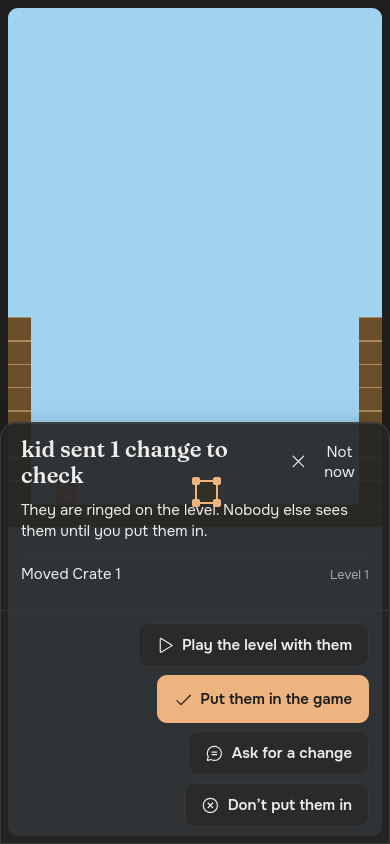 kid sent 1 change to
check
Not
now
They are ringed on the level. Nobody else sees
them until you put them in.
Moved Crate 1
Level 1
Play the level with them
Put them in the game
Ask for a change
Don’t put them in